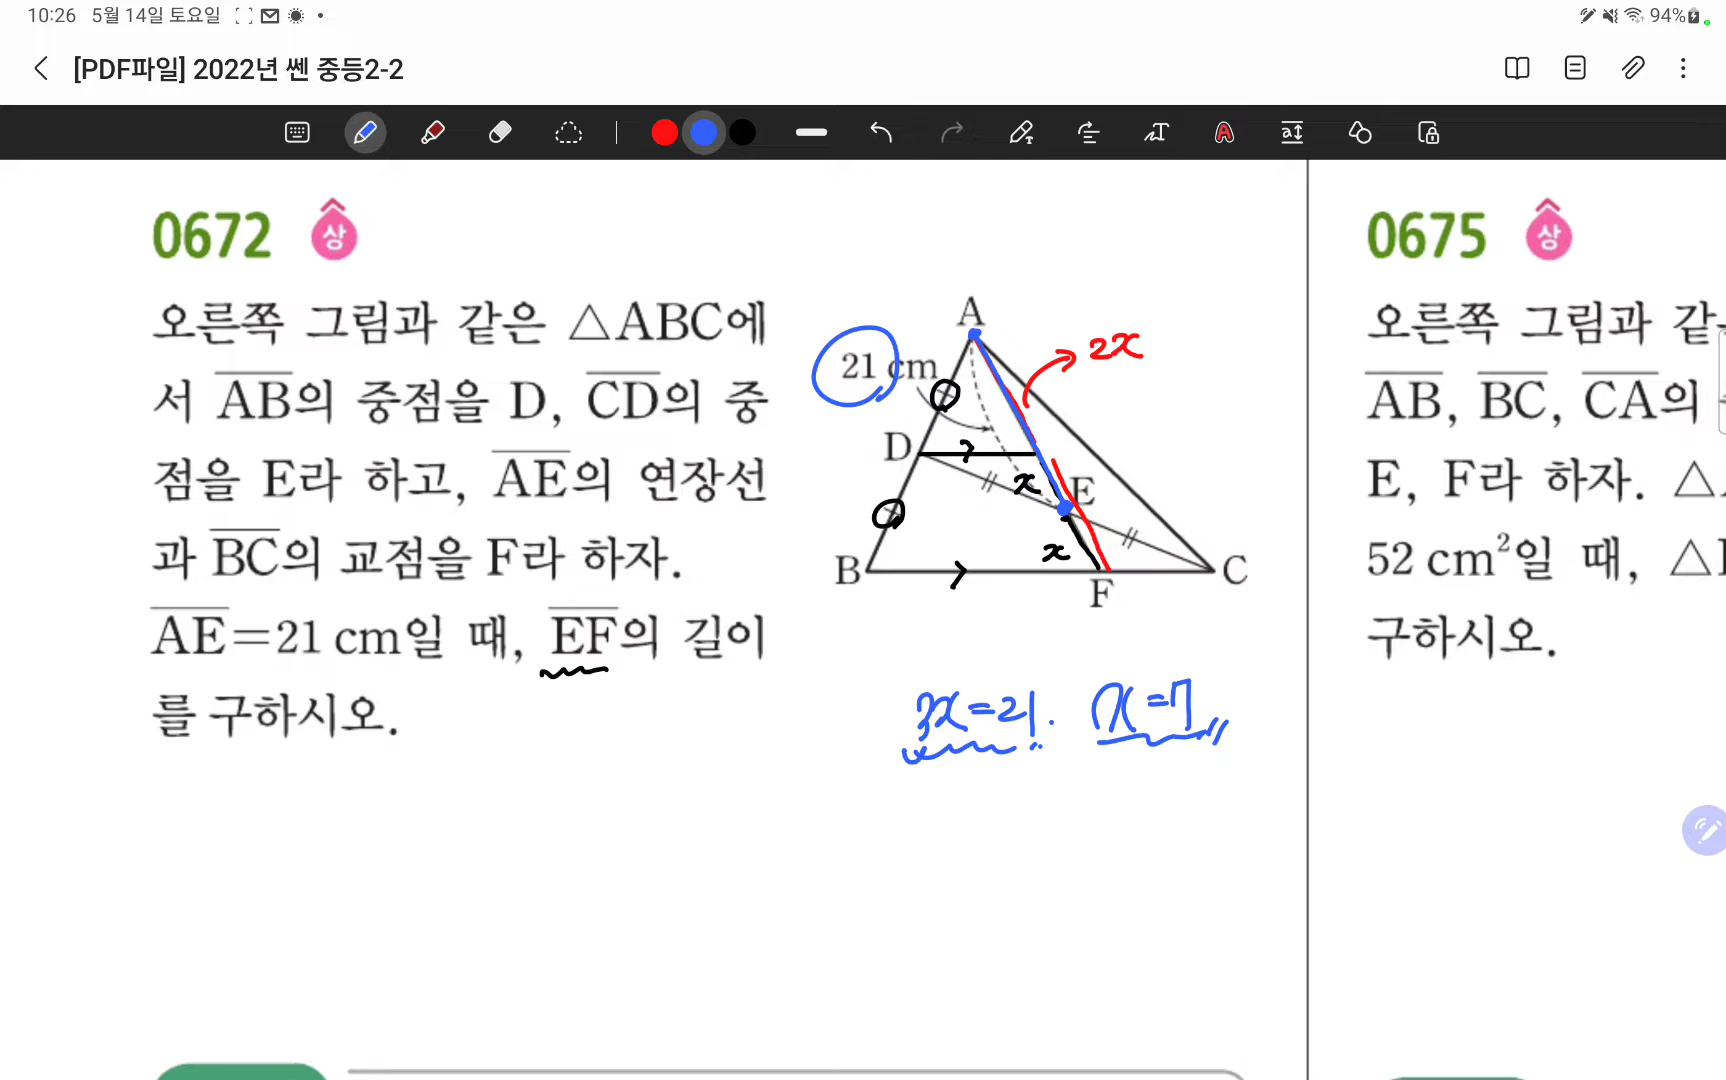 10:26 5월 14일 토요일
94%
[PDF파일] 2022년 쎈 중등2-2
0672 상
오른쪽 그림과 같은 △ABC에
서 AB의 중점을 D, CD의 중
점을 E라 하고, AE의 연장선
과 BC의 교점을 F라 하자.
AE=21 cm일 때, EF의 길이
를 구하시오.
A
21 cm
2x
D
x
E
x
B
F
C
3x=21. x=7
0675 상
오른쪽 그림과 같
AB, BC, CA의
E, F라 하자. △
52 cm²일 때, △
구하시오.